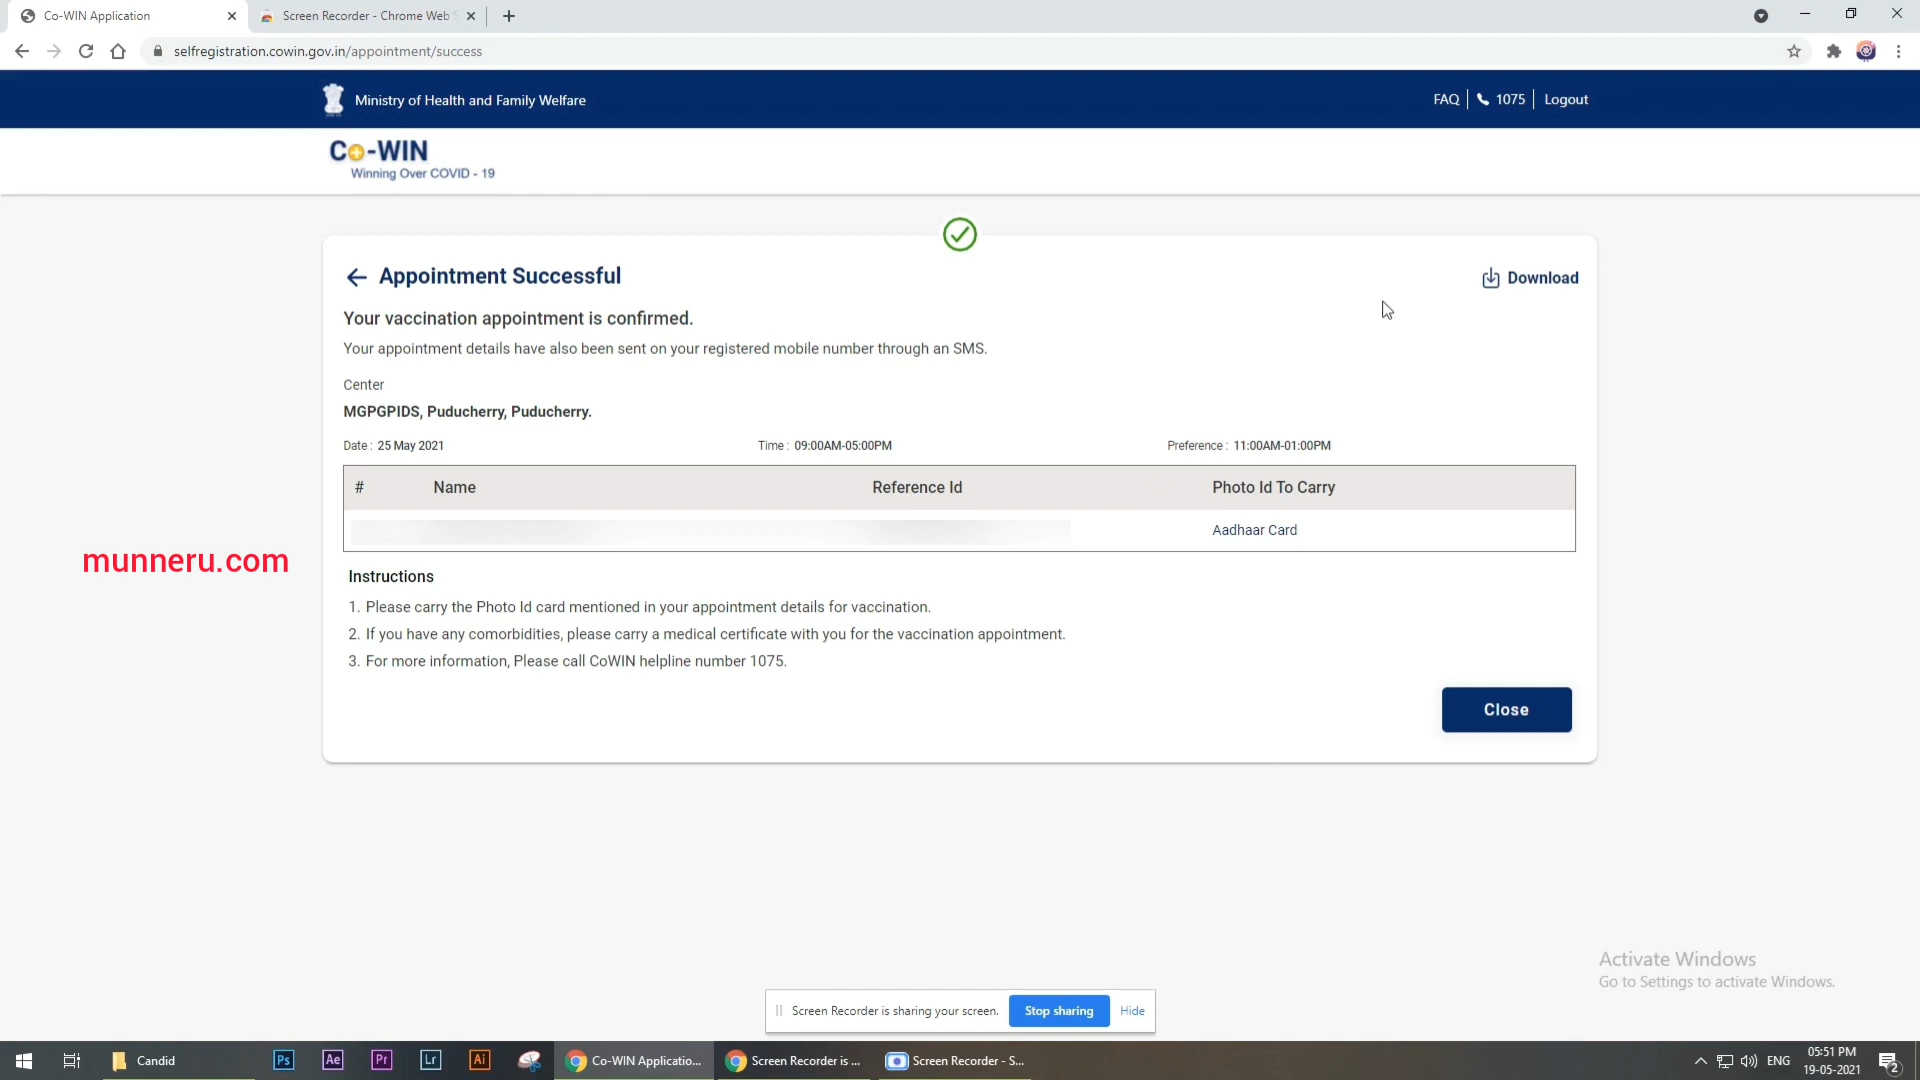 Co-WIN Application
Screen Recorder - Chrome Web
selfregistration.cowin.gov.in/appointment/success
Ministry of Health and Family Welfare
FAQ 1075 Logout
Co-WIN
Winning Over COVID - 19
Appointment Successful
Download
Your vaccination appointment is confirmed.
Your appointment details have also been sent on your registered mobile number through an SMS.
Center
MGPGPIDS, Puducherry, Puducherry.
Date : 25 May 2021 Time : 09:00AM-05:00PM Preference : 11:00AM-01:00PM
# Name Reference Id Photo Id To Carry
Aadhaar Card
munneru.com
Instructions
1. Please carry the Photo Id card mentioned in your appointment details for vaccination.
2. If you have any comorbidities, please carry a medical certificate with you for the vaccination appointment.
3. For more information, Please call CoWIN helpline number 1075.
Close
Activate Windows
Go to Settings to activate Windows.
Screen Recorder is sharing your screen. Stop sharing Hide
Candid Ps Ae Pr Lr Ai Co-WIN Applicatio... Screen Recorder is ... Screen Recorder - S... ENG
05:51 PM
19-05-2021
2